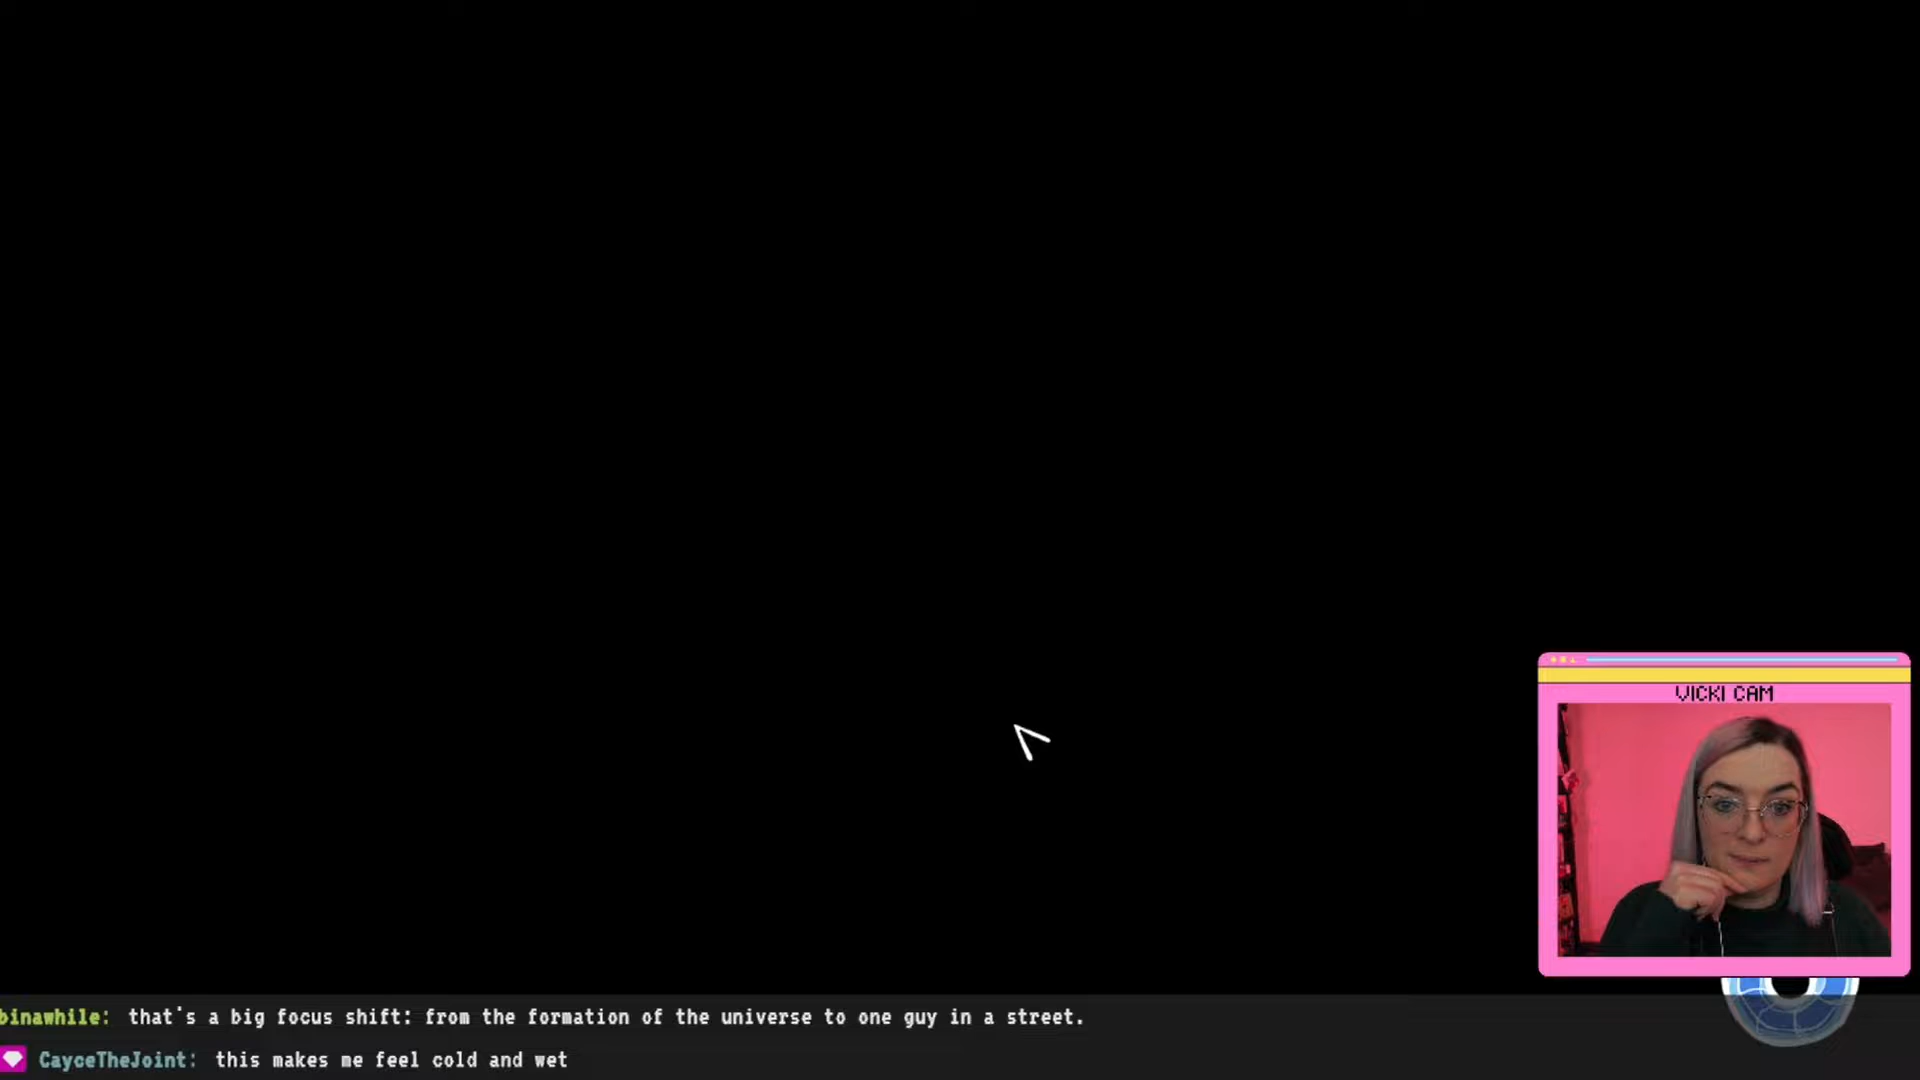 VICKI CAM
binawhile: that's a big focus shift: from the formation of the universe to one guy in a street.
CayceTheJoint: this makes me feel cold and wet